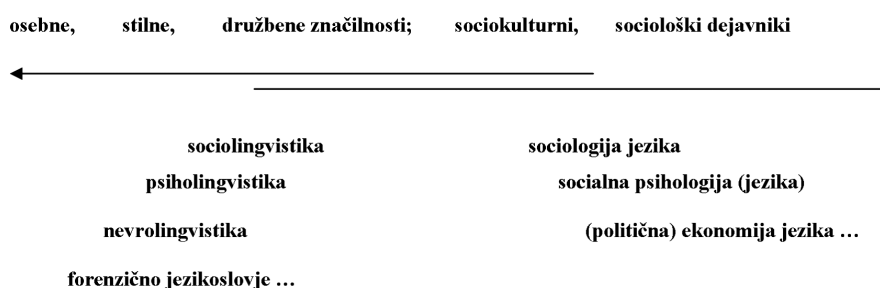 osebne, stilne, družbene značilnosti; sociokulturni, sociološki dejavniki
sociolingvistika sociologija jezika
psiholingvistika socialna psihologija (jezika)
nevrolingvistika (politična) ekonomija jezika …
forenzično jezikoslovje …